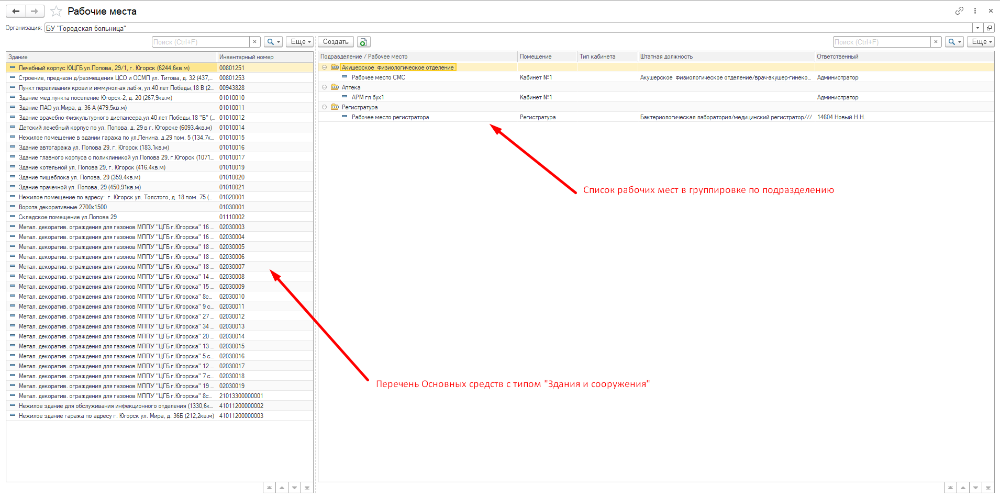 Рабочие места
Организация: БУ "Городская больница"
Поиск (Ctrl+F) Еще Создать Поиск (Ctrl+F) Еще
Здание Инвентарный номер
Лечебный корпус ЮЦГБ ул.Попова, 29/1, г. Югорск (6244,6кв.м) 00801251
Строение, предназн.д/размещения ЦСО и ОСМП ул. Титова, д. 32 (437,... 00801253
Пункт переливания крови и иммунол-ая лаб-я, ул.40 лет Победы,18 В (2... 00943828
Здание мед.пункта поселение Югорск-2, д. 20 (267,9кв.м) 01010010
Здание ПАО ул.Мира, д. 36-А (479,5кв.м) 01010011
Здание врачебно-физкультурного диспансера,ул.40 лет Победы,18 "Б" (... 01010012
Детский лечебный корпус по ул. Попова, д. 29 в г. Югорске (6093,4кв.м) 01010014
Нежилое помещение в здании гаража по ул.Ленина, д.29 пом. 5 (134,7к... 01010015
Здание автогаража ул. Попова 29, г. Югорск (183,1кв.м) 01010016
Здание главного корпуса с поликлиникой ул.Попова 29, г.Югорск (1071... 01010017
Здание котельной ул. Попова 29, г. Югорск (416,4кв.м) 01010019
Здание пищеблока ул. Попова, 29 (359,4кв.м) 01010020
Здание прачечной ул. Попова, 29 (450,91кв.м) 01010021
Нежилое помещение по адресу: г. Югорск ул. Толстого, д. 18 пом. 75 (... 01020001
Ворота декоративные 2700х1500 01030001
Складское помещение ул.Попова 29 01110002
Метал. декоратив. ограждения для газонов МЛПУ "ЦГБ г.Югорска" 16 ... 02030003
Метал. декоратив. ограждения для газонов МЛПУ "ЦГБ г.Югорска" 16 ... 02030004
Метал. декоратив. ограждения для газонов МЛПУ "ЦГБ г.Югорска" 18 ... 02030005
Метал. декоратив. ограждения для газонов МЛПУ "ЦГБ г.Югорска" 18 ... 02030006
Метал. декоратив. ограждения для газонов МЛПУ "ЦГБ г.Югорска" 18 ... 02030007
Метал. декоратив. ограждения для газонов МЛПУ "ЦГБ г.Югорска" 14 ... 02030008
Метал. декоратив. ограждения для газонов МЛПУ "ЦГБ г.Югорска" 15 ... 02030009
Метал. декоратив. ограждения для газонов МЛПУ "ЦГБ г.Югорска" 8с... 02030010
Метал. декоратив. ограждения для газонов МЛПУ "ЦГБ г.Югорска" 9 с... 02030011
Метал. декоратив. ограждения для газонов МЛПУ "ЦГБ г.Югорска" 27 ... 02030012
Метал. декоратив. ограждения для газонов МЛПУ "ЦГБ г.Югорска" 34 ... 02030013
Метал. декоратив. ограждения для газонов МЛПУ "ЦГБ г.Югорска" 20 ... 02030014
Метал. декоратив. ограждения для газонов МЛПУ "ЦГБ г.Югорска" 13 ... 02030015
Метал. декоратив. ограждения для газонов МЛПУ "ЦГБ г.Югорска" 5 с... 02030016
Метал. декоратив. ограждения для газонов МЛПУ "ЦГБ г.Югорска" 12 ... 02030017
Метал. декоратив. ограждения для газонов МЛПУ "ЦГБ г.Югорска" 7 с... 02030018
Метал. декоратив. ограждения для газонов МЛПУ "ЦГБ г.Югорска" 19 ... 02030019
Метал. декоратив. ограждения для газонов МЛПУ "ЦГБ г.Югорска" 8с... 21013300000001
Нежилое здание для обслуживания инфекционного отделения (1330,6к... 41011200000002
Нежилое здание гаража по адресу г. Югорск ул. Мира, д. 36Б (212,2кв.м) 41011200000003
Подразделение / Рабочее место Помещение Тип кабинета Штатная должность Ответственный
Акушерское физиологическое отделение
Рабочее место СМС Кабинет №1 Акушерское физиологическое отделение/врач-акушер-гинеко... Администратор
Аптека
АРМ гл бух1 Кабинет №1 Администратор
Регистратура
Рабочее место регистратора Регистратура Бактериологическая лаборатория/медицинский регистратор/// 14604 Новый Н.Н.
Список рабочих мест в группировке по подразделению
Перечень Основных средств с типом "Здания и сооружения"